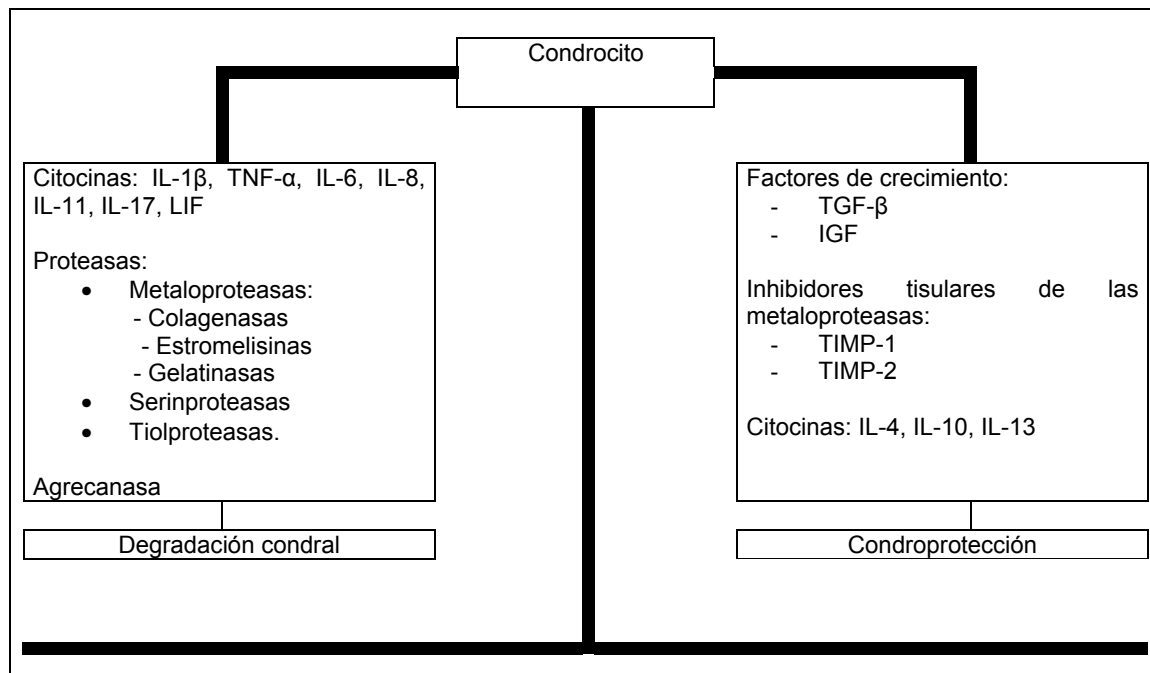 Condrocito
Citocinas: IL-1β, TNF-α, IL-6, IL-8,
IL-11, IL-17, LIF
Proteasas:
• Metaloproteasas:
- Colagenasas
- Estromelisinas
- Gelatinasas
• Serinproteasas
• Tiolproteasas.
Agrecanasa
Degradación condral
Factores de crecimiento:
- TGF-β
- IGF
Inhibidores tisulares de las
metaloproteasas:
- TIMP-1
- TIMP-2
Citocinas: IL-4, IL-10, IL-13
Condroprotección